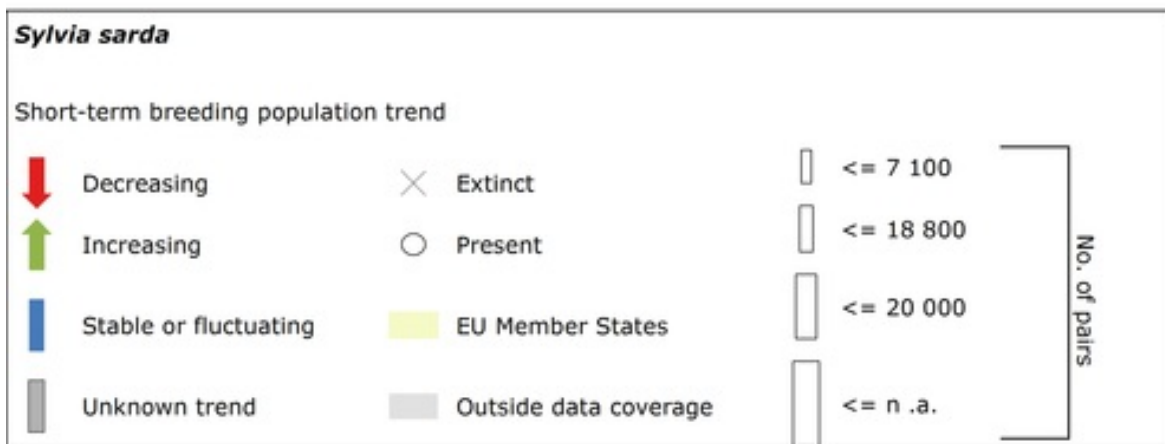 Sylvia sarda
Short-term breeding population trend
Decreasing
Extinct
<= 7 100
Increasing
Present
<= 18 800
Stable or fluctuating
EU Member States
<= 20 000
Unknown trend
Outside data coverage
<= n .a.
No. of pairs